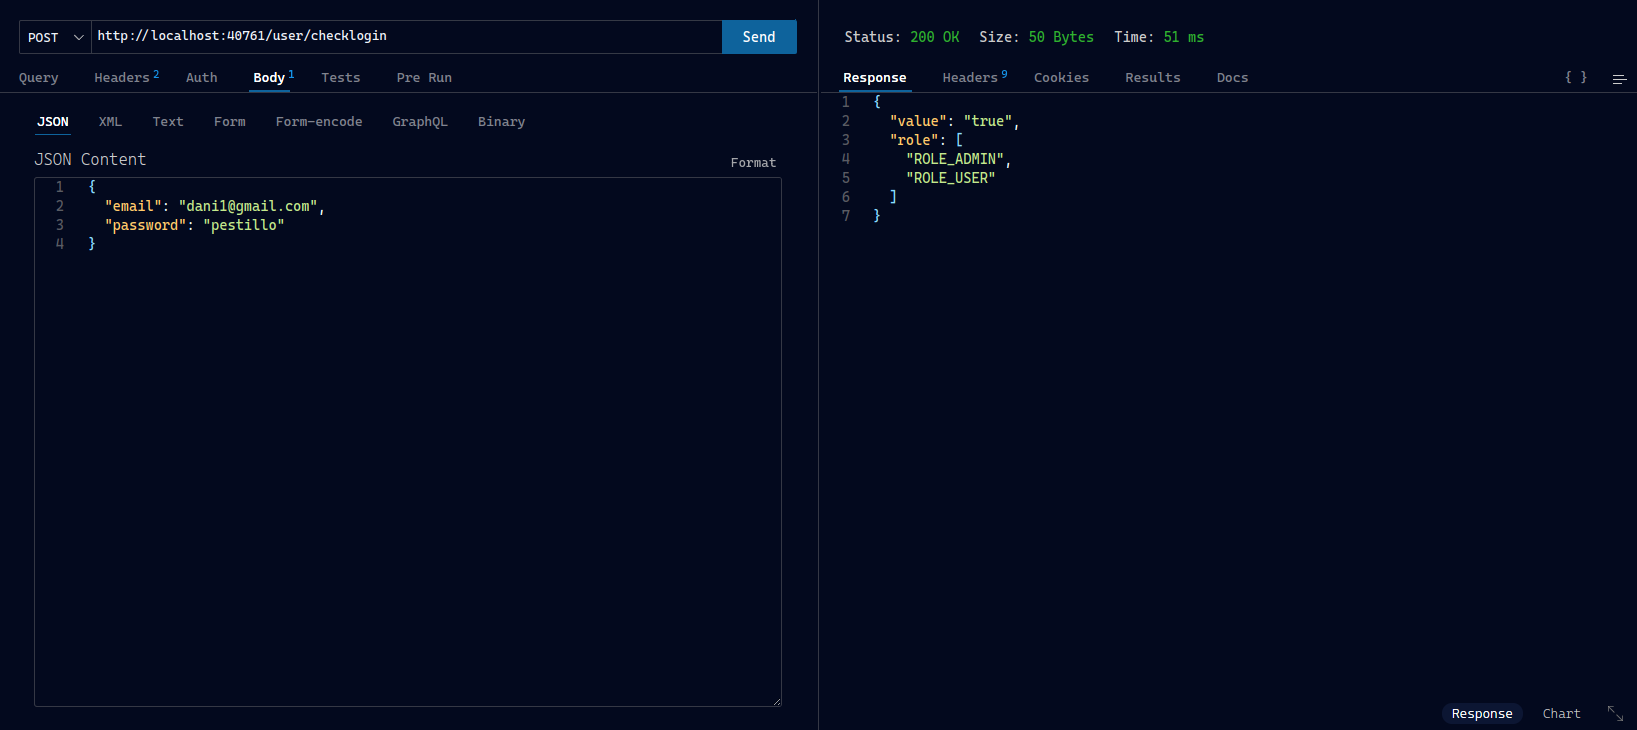 POST http://localhost:40761/user/checklogin Send
Query Headers 2 Auth Body 1 Tests Pre Run
JSON XML Text Form Form-encode GraphQL Binary
JSON Content Format
1 {
2 "email": "dani1@gmail.com",
3 "password": "pestillo"
4 }
Status: 200 OK Size: 50 Bytes Time: 51 ms
Response Headers 9 Cookies Results Docs { }
1 {
2 "value": "true",
3 "role": [
4 "ROLE_ADMIN",
5 "ROLE_USER"
6 ]
7 }
Response Chart